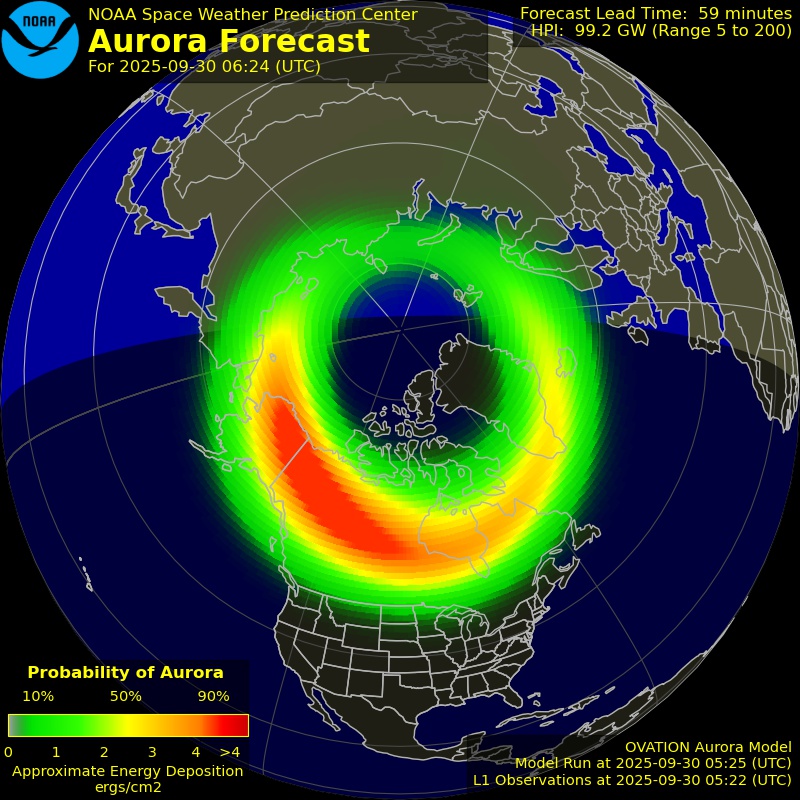 NOAA
NOAA Space Weather Prediction Center
Aurora Forecast
For 2025-09-30 06:24 (UTC)
Forecast Lead Time: 59 minutes
HPI: 99.2 GW (Range 5 to 200)
Probability of Aurora
10% 50% 90%
0 1 2 3 4 >4
Approximate Energy Deposition
ergs/cm2
OVATION Aurora Model
Model Run at 2025-09-30 05:25 (UTC)
L1 Observations at 2025-09-30 05:22 (UTC)